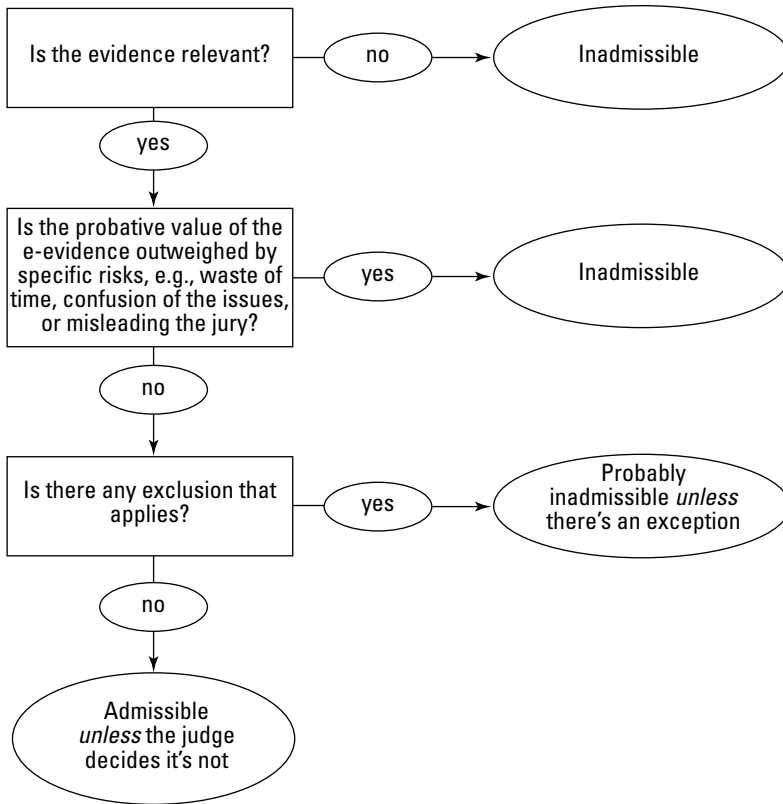 Is the evidence relevant?
no
Inadmissible
yes
Is the probative value of the
e-evidence outweighed by
specific risks, e.g., waste of
time, confusion of the issues,
or misleading the jury?
yes
Inadmissible
no
Is there any exclusion that
applies?
yes
Probably
inadmissible unless
there's an exception
no
Admissible
unless the judge
decides it's not